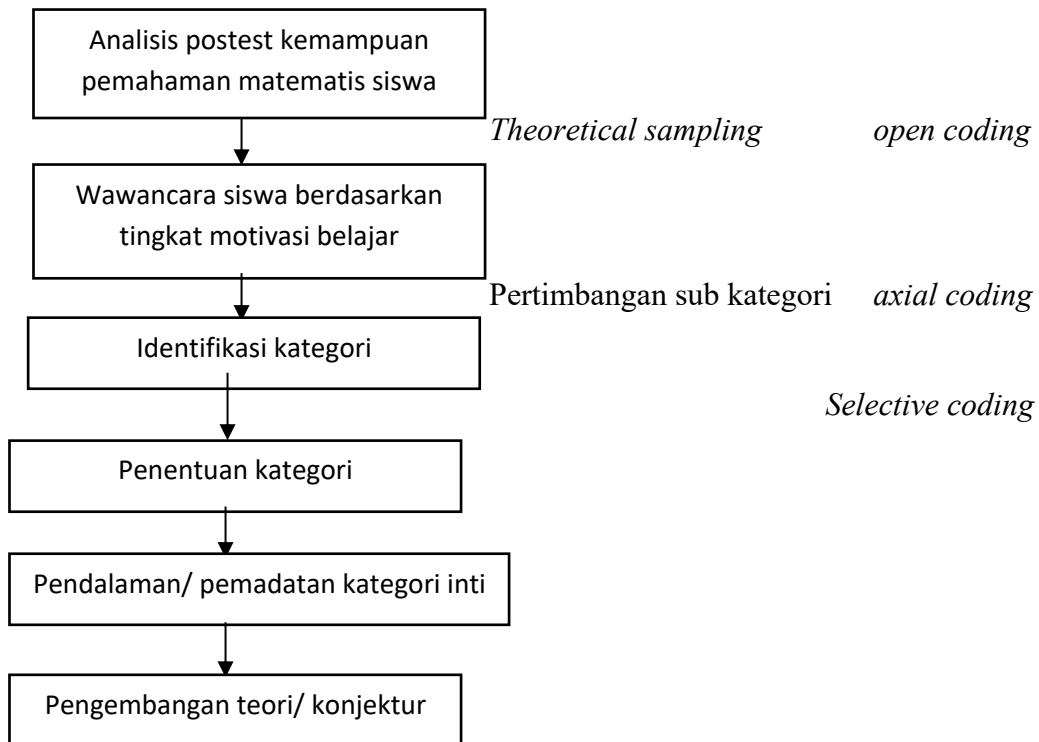 Analisis postest kemampuan
pemahaman matematis siswa
Theoretical sampling open coding
Wawancara siswa berdasarkan
tingkat motivasi belajar
Pertimbangan sub kategori axial coding
Identifikasi kategori
Selective coding
Penentuan kategori
Pendalaman/ pemadatan kategori inti
Pengembangan teori/ konjektur